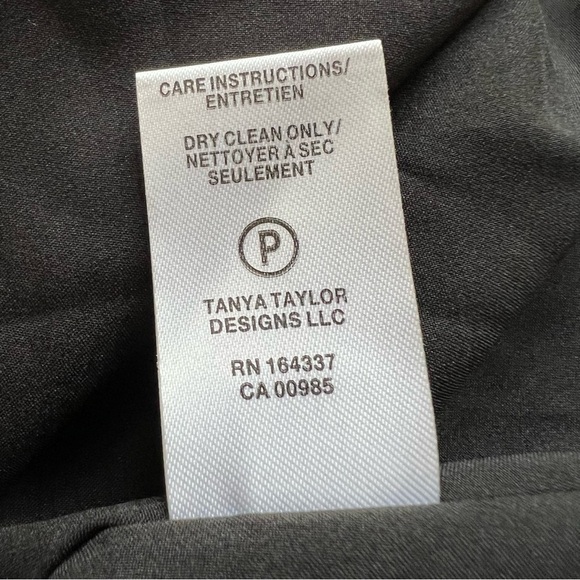 CARE INSTRUCTIONS/
ENTRETIEN
DRY CLEAN ONLY/
NETTOYER À SEC
SEULEMENT
P
TANYA TAYLOR
DESIGNS LLC
RN 164337
CA 00985